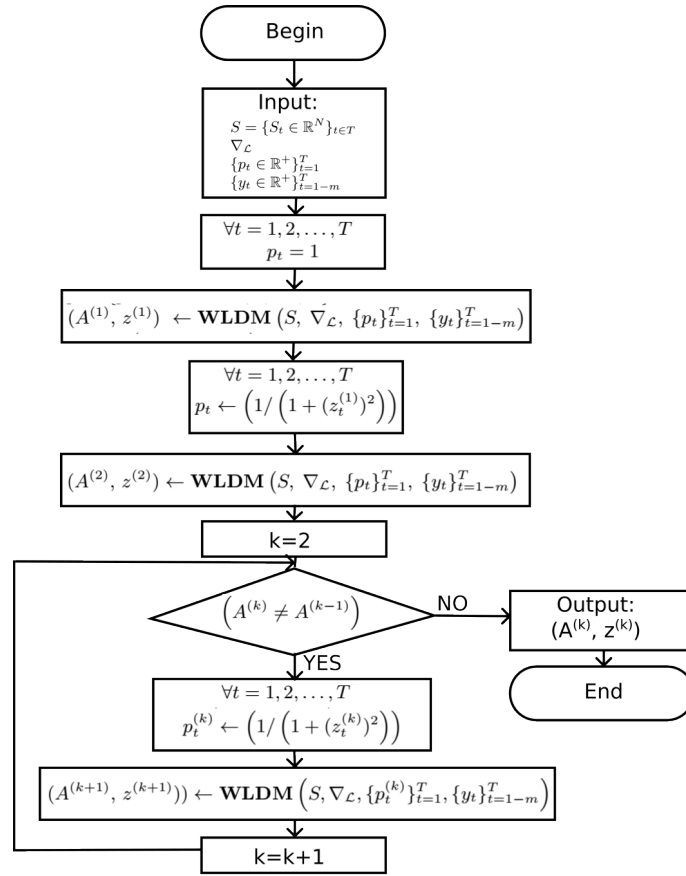 Begin
Input:
S = {S_t ∈ ℝ^N}_{t∈T}
∇_ℒ
{p_t ∈ ℝ^+}_{t=1}^T
{y_t ∈ ℝ^+}_{t=1−m}^T
∀t = 1, 2, . . . , T
p_t = 1
(A^{(1)}, z^{(1)}) ← WLDM (S, ∇_ℒ, {p_t}_{t=1}^T, {y_t}_{t=1−m}^T)
∀t = 1, 2, . . . , T
p_t ← (1/ (1 + (z_t^{(1)})^2))
(A^{(2)}, z^{(2)}) ← WLDM (S, ∇_ℒ, {p_t}_{t=1}^T, {y_t}_{t=1−m}^T)
k=2
(A^{(k)} ≠ A^{(k−1)})
NO
Output:
(A^{(k)}, z^{(k)})
End
YES
∀t = 1, 2, . . . , T
p_t^{(k)} ← (1/ (1 + (z_t^{(k)})^2))
(A^{(k+1)}, z^{(k+1)})) ← WLDM (S, ∇_ℒ, {p_t^{(k)}}_{t=1}^T, {y_t}_{t=1−m}^T)
k=k+1